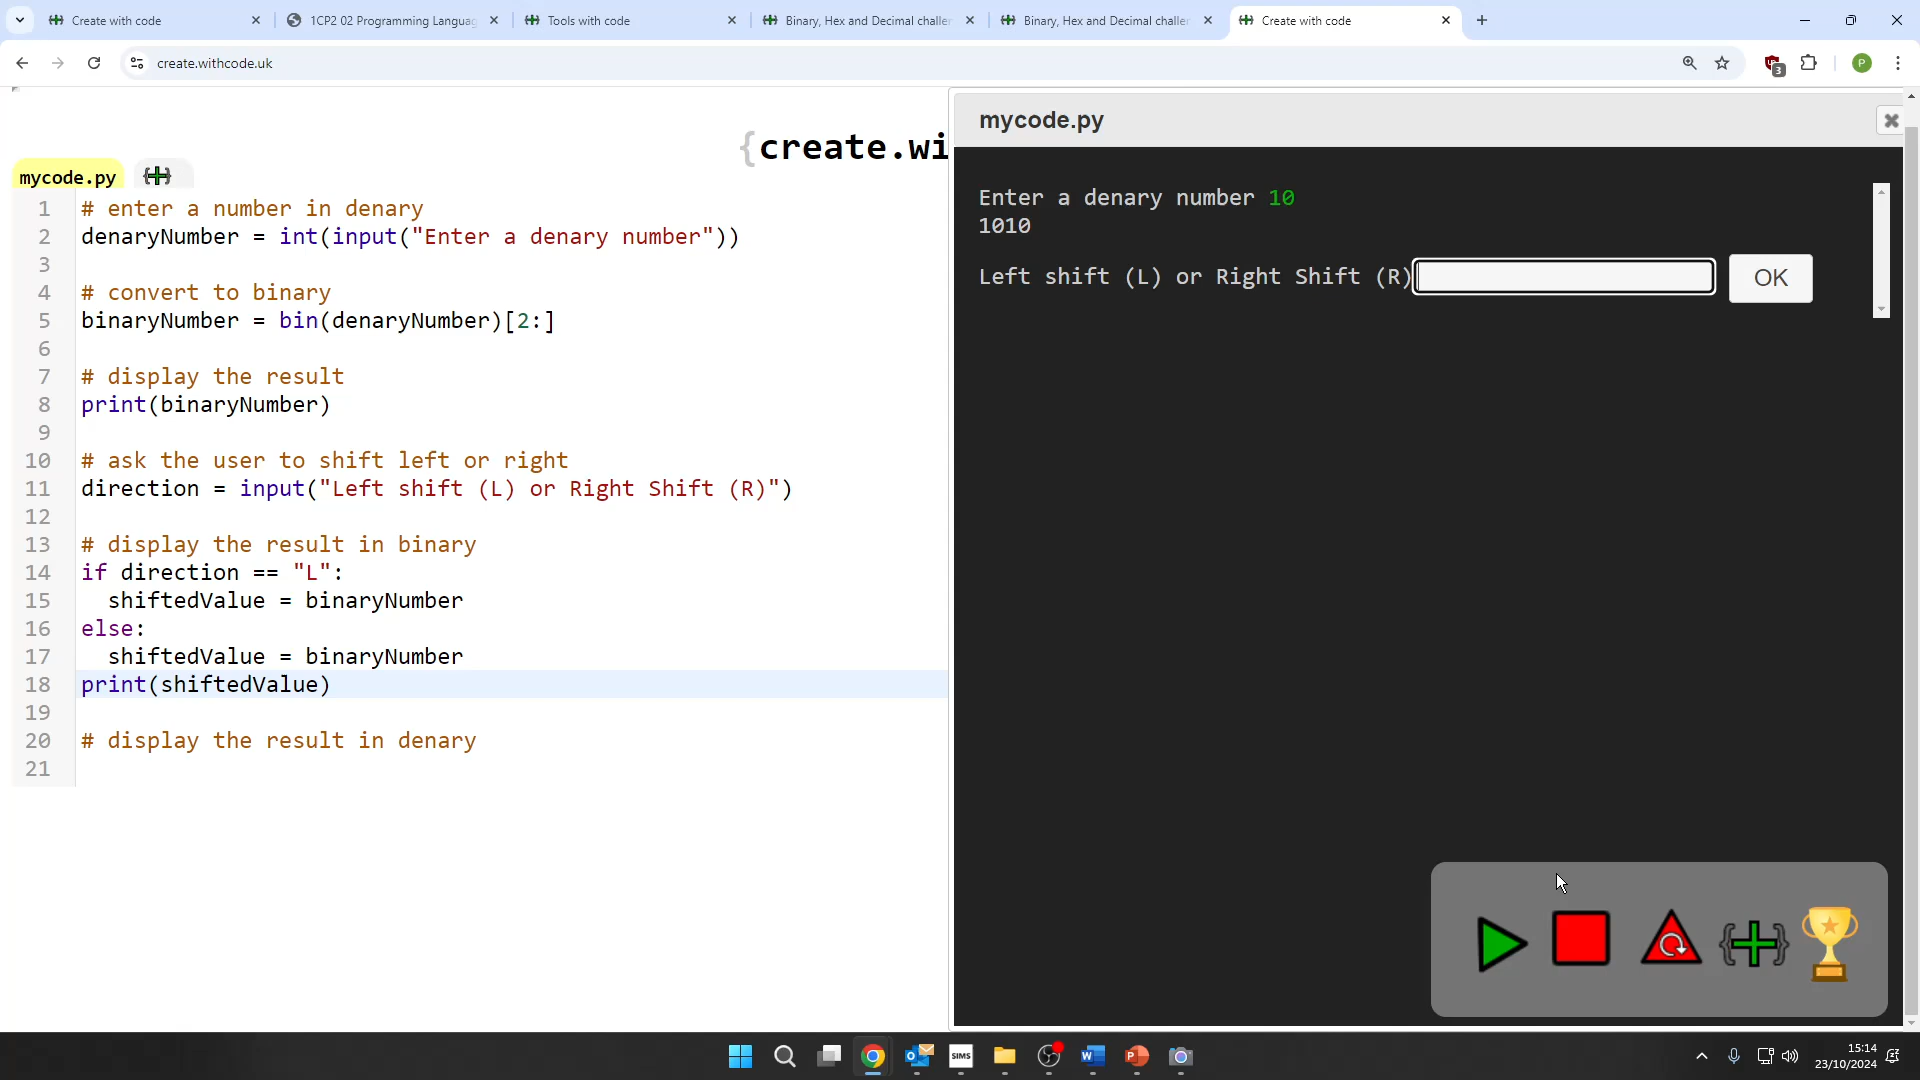 Create with code
1CP2 02 Programming Languag
Tools with code
Binary, Hex and Decimal challen
Binary, Hex and Decimal challen
Create with code
create.withcode.uk
3
P
{create.wi
mycode.py
{+}
1 # enter a number in denary
2 denaryNumber = int(input("Enter a denary number"))
3
4 # convert to binary
5 binaryNumber = bin(denaryNumber)[2:]
6
7 # display the result
8 print(binaryNumber)
9
10 # ask the user to shift left or right
11 direction = input("Left shift (L) or Right Shift (R)")
12
13 # display the result in binary
14 if direction == "L":
15 shiftedValue = binaryNumber
16 else:
17 shiftedValue = binaryNumber
18 print(shiftedValue)
19
20 # display the result in denary
21
mycode.py
Enter a denary number 10
1010
Left shift (L) or Right Shift (R)
OK
{+}
SIMS
15:14
23/10/2024